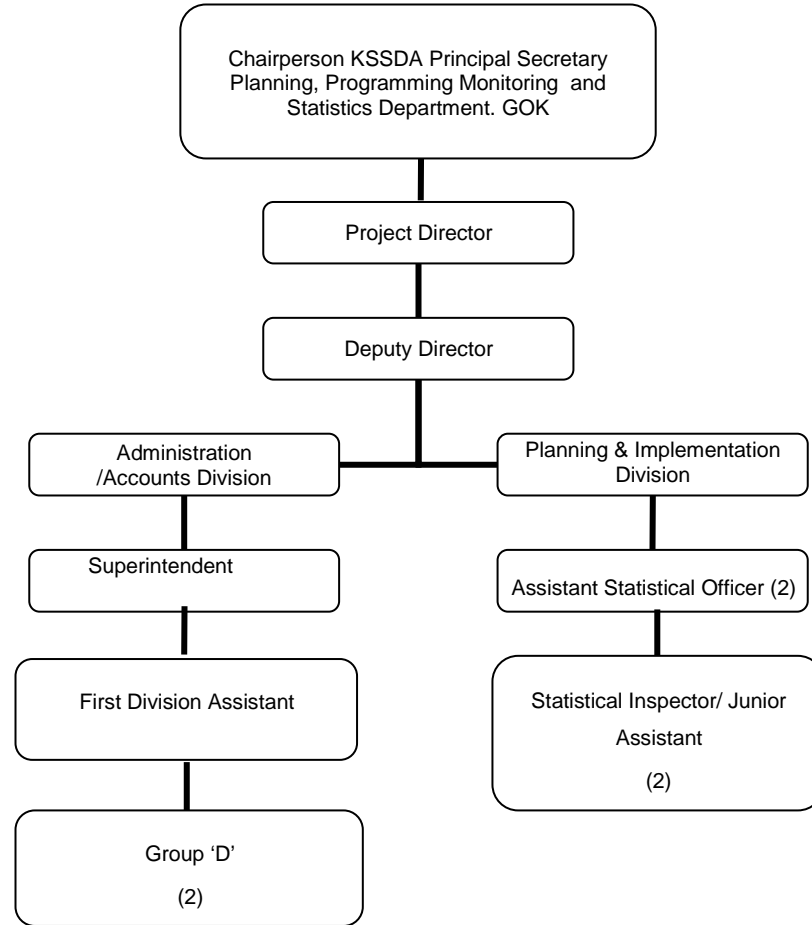 Chairperson KSSDA Principal Secretary
Planning, Programming Monitoring and
Statistics Department. GOK
Project Director
Deputy Director
Administration
/Accounts Division
Planning & Implementation
Division
Superintendent
Assistant Statistical Officer (2)
First Division Assistant
Statistical Inspector/ Junior
Assistant
(2)
Group ‘D’
(2)